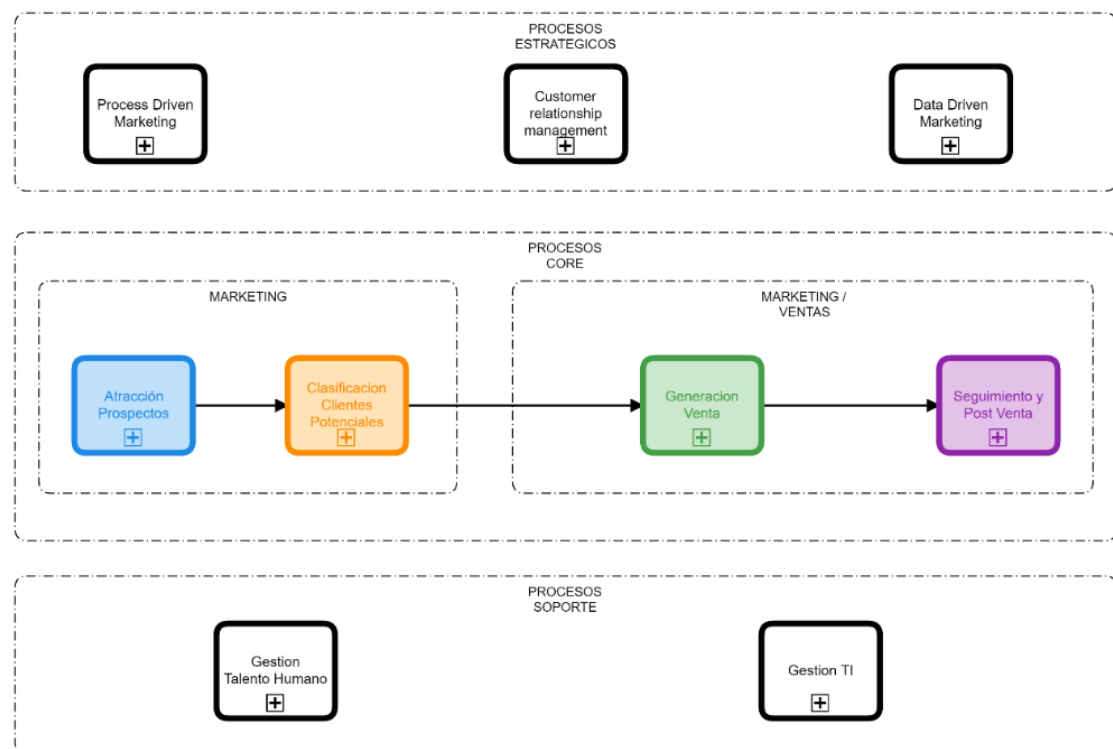 PROCESOS
ESTRATEGICOS
Process Driven
Marketing
Customer
relationship
management
Data Driven
Marketing
PROCESOS
CORE
MARKETING
MARKETING /
VENTAS
Atracción
Prospectos
Clasificacion
Clientes
Potenciales
Generacion
Venta
Seguimiento y
Post Venta
PROCESOS
SOPORTE
Gestion
Talento Humano
Gestion TI